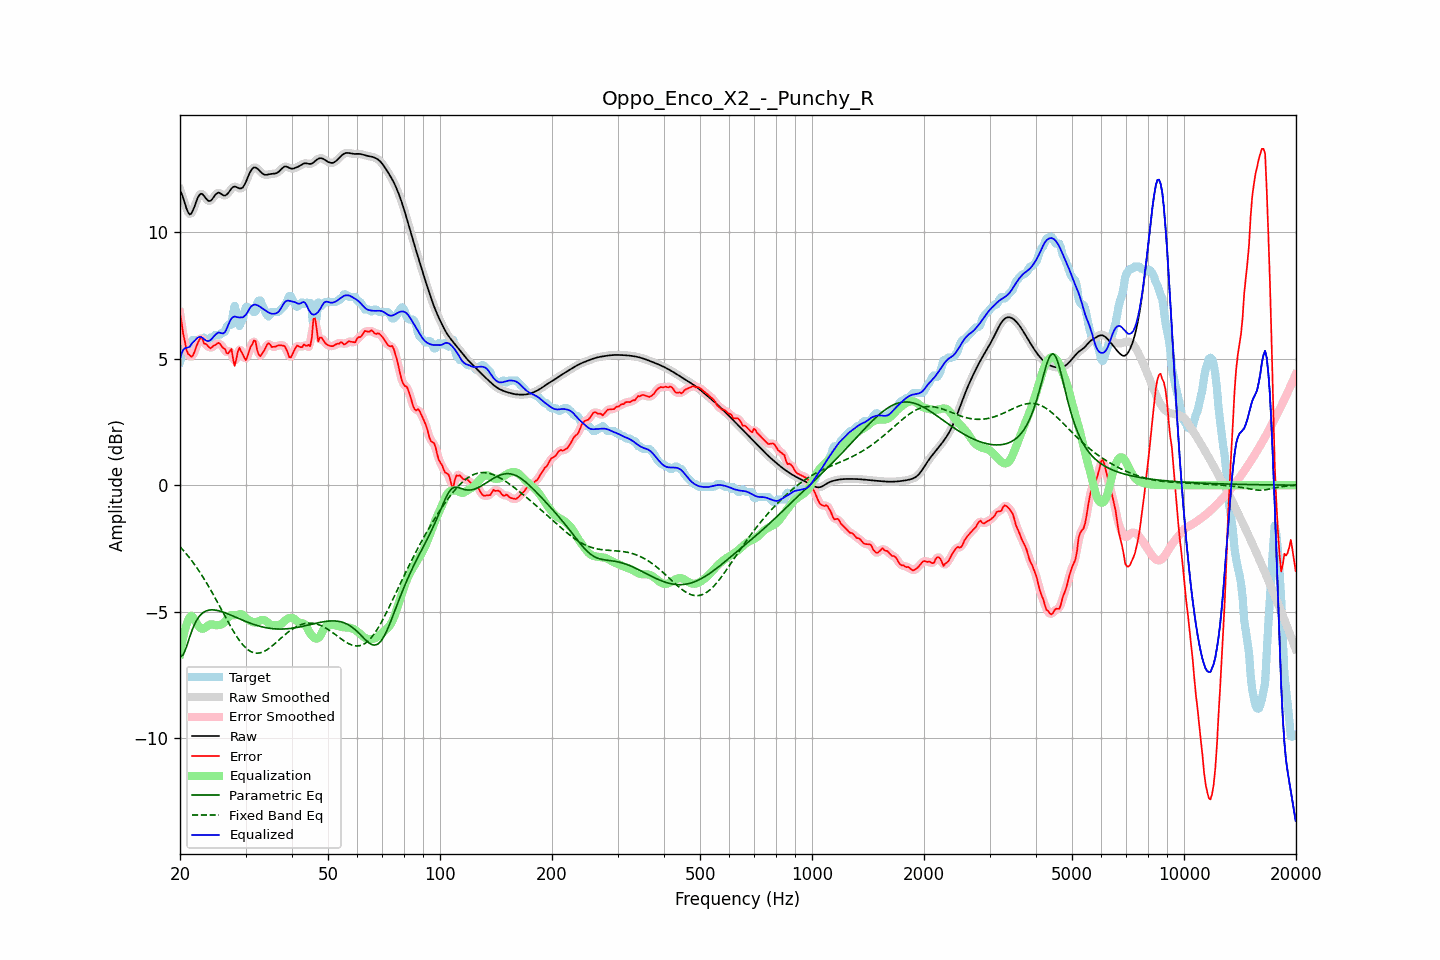 Oppo_Enco_X2_-_Punchy_R
Amplitude (dBr)
10
5
0
−5
−10
Target
Raw Smoothed
Error Smoothed
Raw
Error
Equalization
Parametric Eq
Fixed Band Eq
Equalized
20 50 100 200 500 1000 2000 5000 10000 20000
Frequency (Hz)